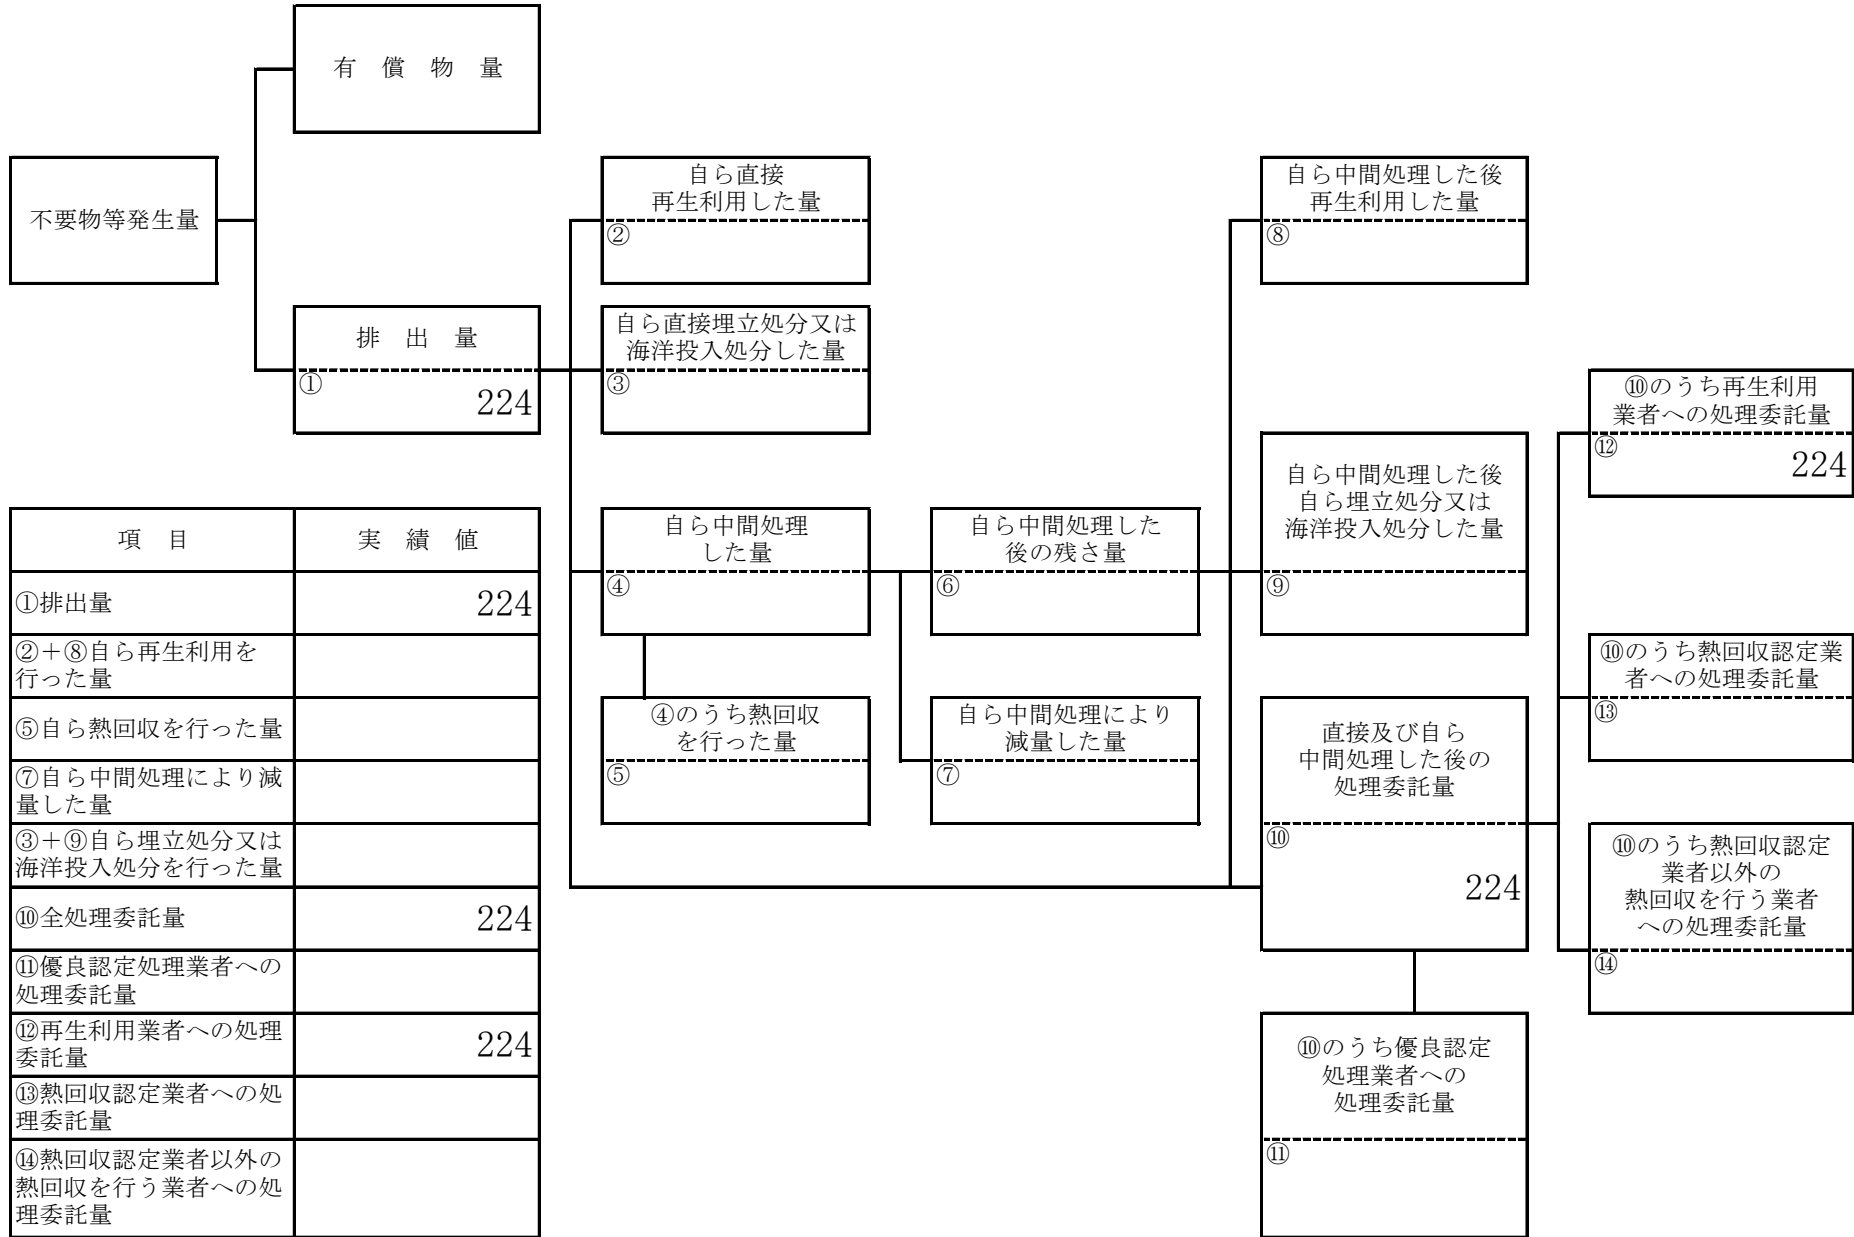 有　償　物　量
不要物等発生量
排　出　量
①
224
自ら直接
再生利用した量
②
自ら直接埋立処分又は
海洋投入処分した量
③
自ら中間処理
した量
④
④のうち熱回収
を行った量
⑤
自ら中間処理した
後の残さ量
⑥
自ら中間処理により
減量した量
⑦
自ら中間処理した後
再生利用した量
⑧
自ら中間処理した後
自ら埋立処分又は
海洋投入処分した量
⑨
直接及び自ら
中間処理した後の
処理委託量
⑩
224
⑩のうち優良認定
処理業者への
処理委託量
⑪
⑩のうち再生利用
業者への処理委託量
⑫
224
⑩のうち熱回収認定業
者への処理委託量
⑬
⑩のうち熱回収認定
業者以外の
熱回収を行う業者
への処理委託量
⑭
項　目
実　績　値
①排出量
224
②＋⑧自ら再生利用を
行った量
⑤自ら熱回収を行った量
⑦自ら中間処理により減
量した量
③＋⑨自ら埋立処分又は
海洋投入処分を行った量
⑩全処理委託量
224
⑪優良認定処理業者への
処理委託量
⑫再生利用業者への処理
委託量
224
⑬熱回収認定業者への処
理委託量
⑭熱回収認定業者以外の
熱回収を行う業者への処
理委託量